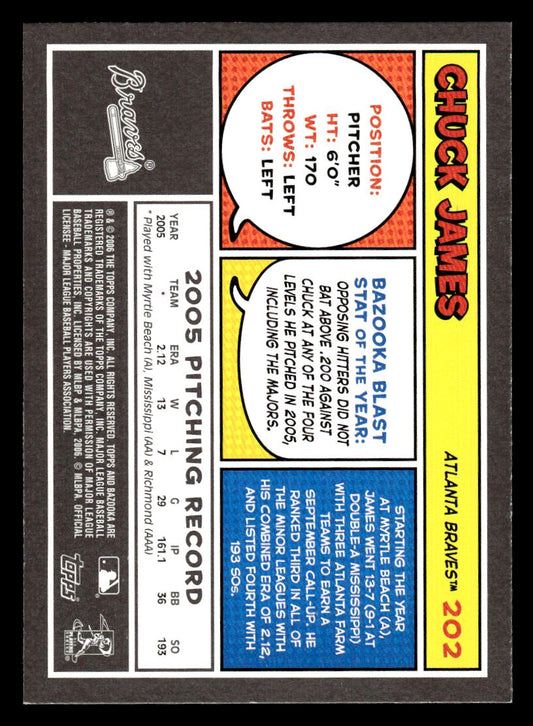 CHUCK JAMES
ATLANTA BRAVES™ 202
POSITION:
PITCHER
HT: 6'0"
WT: 170
THROWS: LEFT
BATS: LEFT
BAZOOKA BLAST
STAT OF THE YEAR:
OPPOSING HITTERS DID NOT
BAT ABOVE .200 AGAINST
CHUCK AT ANY OF THE FOUR
LEVELS HE PITCHED IN 2005,
INCLUDING THE MAJORS.
STARTING THE YEAR
AT MYRTLE BEACH (A),
JAMES WENT 13-7 (9-1 AT
DOUBLE-A MISSISSIPPI)
WITH THREE ATLANTA FARM
TEAMS TO EARN A
SEPTEMBER CALL-UP. HE
RANKED THIRD IN ALL OF
THE MINOR LEAGUES WITH
HIS COMBINED ERA OF 2.12,
AND LISTED FOURTH WITH
193 SOs.
Braves®
2005 PITCHING RECORD
YEAR TEAM ERA W L G IP BB SO
2005 * 2.12 13 7 29 161.1 36 193
* Played with Myrtle Beach (A), Mississippi (AA) & Richmond (AAA)
® & © 2006 THE TOPPS COMPANY, INC. ALL RIGHTS RESERVED. TOPPS AND BAZOOKA ARE
REGISTERED TRADEMARKS OF THE TOPPS COMPANY, INC. MAJOR LEAGUE BASEBALL
TRADEMARKS AND COPYRIGHTS ARE USED WITH PERMISSION OF MAJOR LEAGUE
BASEBALL PROPERTIES, INC. LICENSED BY MLBP & MLBPA, 2006. © MLBPA. OFFICIAL
LICENSEE - MAJOR LEAGUE BASEBALL PLAYERS ASSOCIATION.
TOPPS®